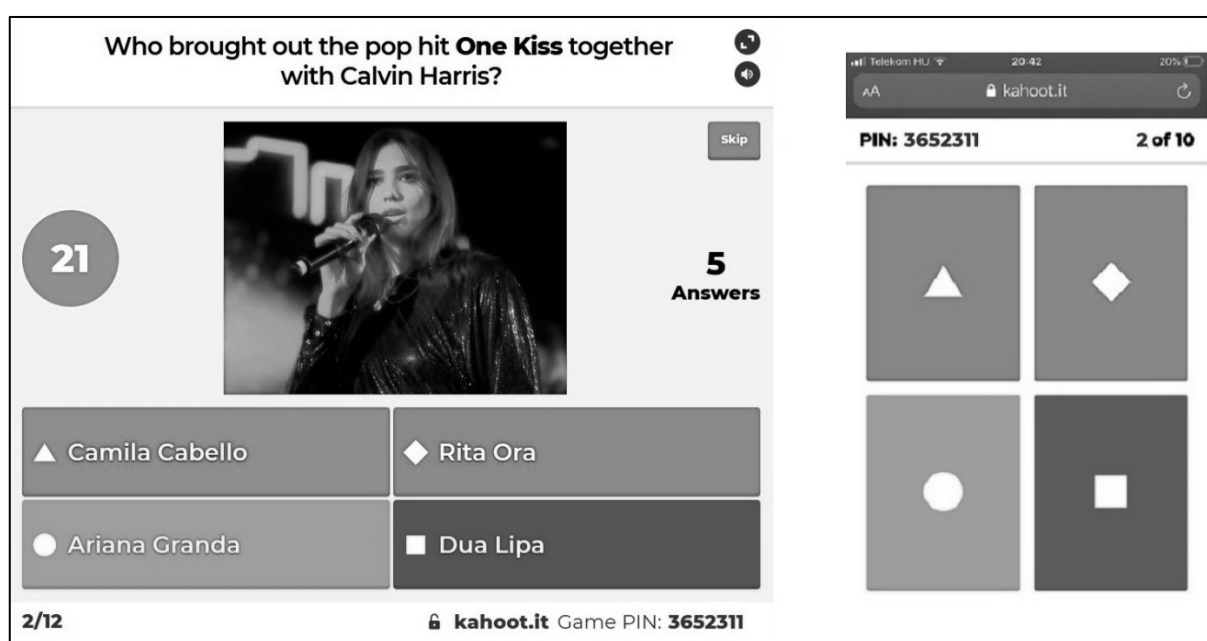 Who brought out the pop hit One Kiss together
with Calvin Harris?
Skip
21
5
Answers
Camila Cabello
Rita Ora
Ariana Granda
Dua Lipa
2/12
kahoot.it Game PIN: 3652311
Telekom HU 20:42 20%
AA kahoot.it
PIN: 3652311 2 of 10